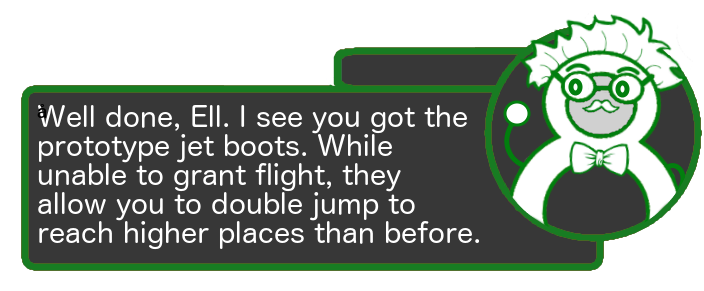 Well done, Ell. I see you got the
prototype jet boots. While
unable to grant flight, they
allow you to double jump to
reach higher places than before.